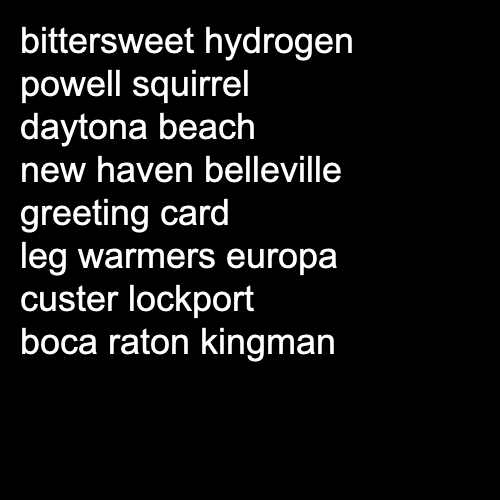 bittersweet hydrogen
powell squirrel
daytona beach
new haven belleville
greeting card
leg warmers europa
custer lockport
boca raton kingman